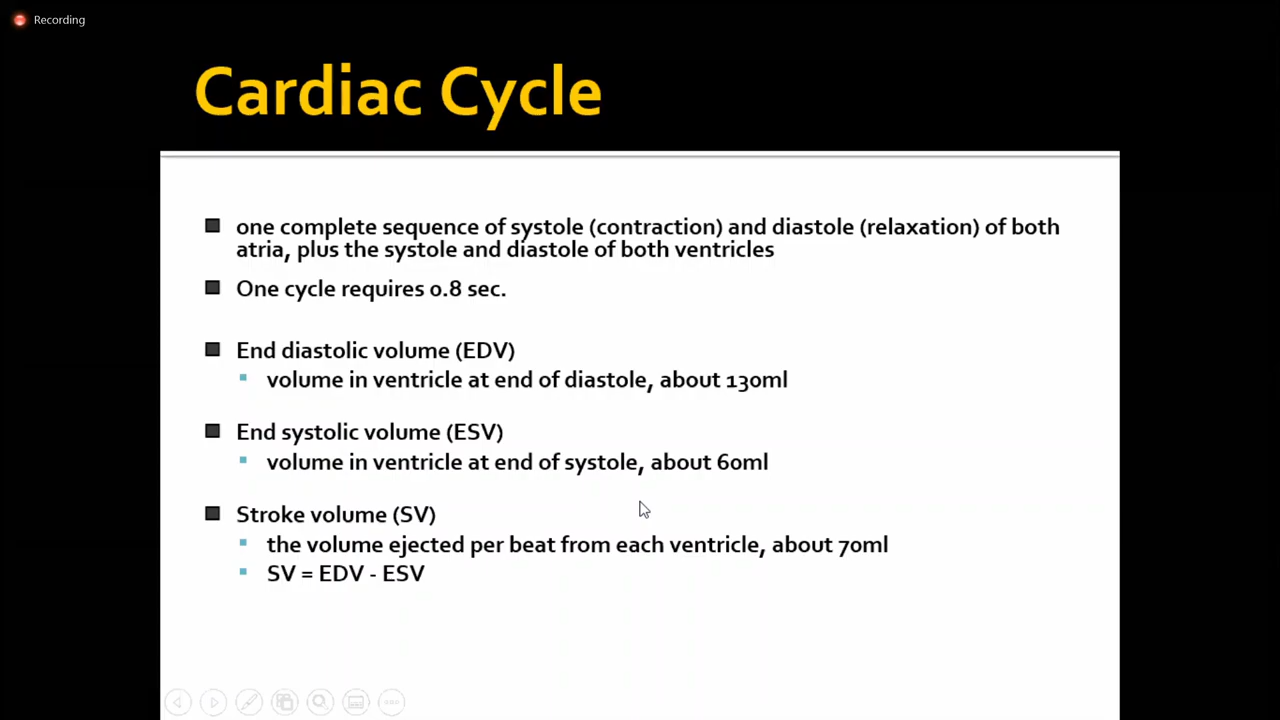 Recording
Cardiac Cycle
one complete sequence of systole (contraction) and diastole (relaxation) of both
atria, plus the systole and diastole of both ventricles
One cycle requires 0.8 sec.
End diastolic volume (EDV)
volume in ventricle at end of diastole, about 130ml
End systolic volume (ESV)
volume in ventricle at end of systole, about 60ml
Stroke volume (SV)
the volume ejected per beat from each ventricle, about 70ml
SV = EDV - ESV